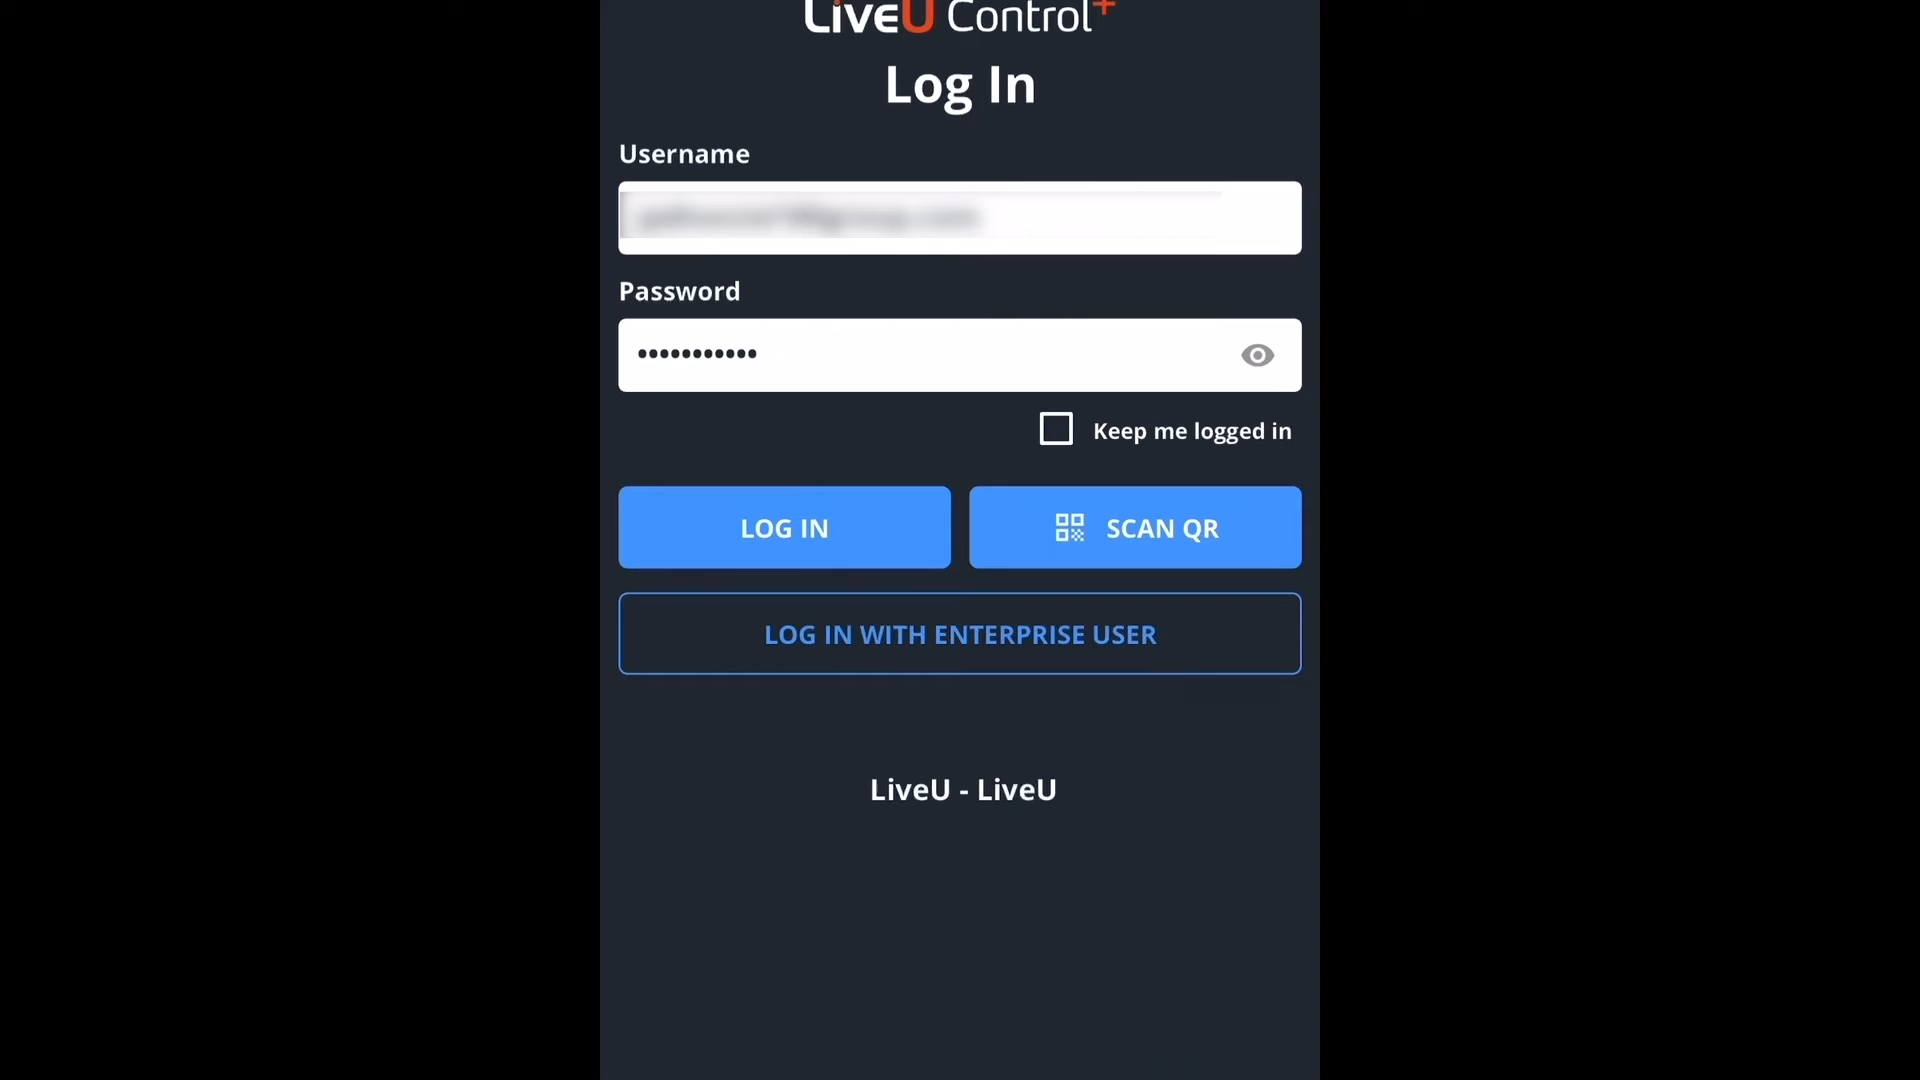 LiveU Control+
Log In
Username
Password
•••••••••••
Keep me logged in
LOG IN
SCAN QR
LOG IN WITH ENTERPRISE USER
LiveU - LiveU